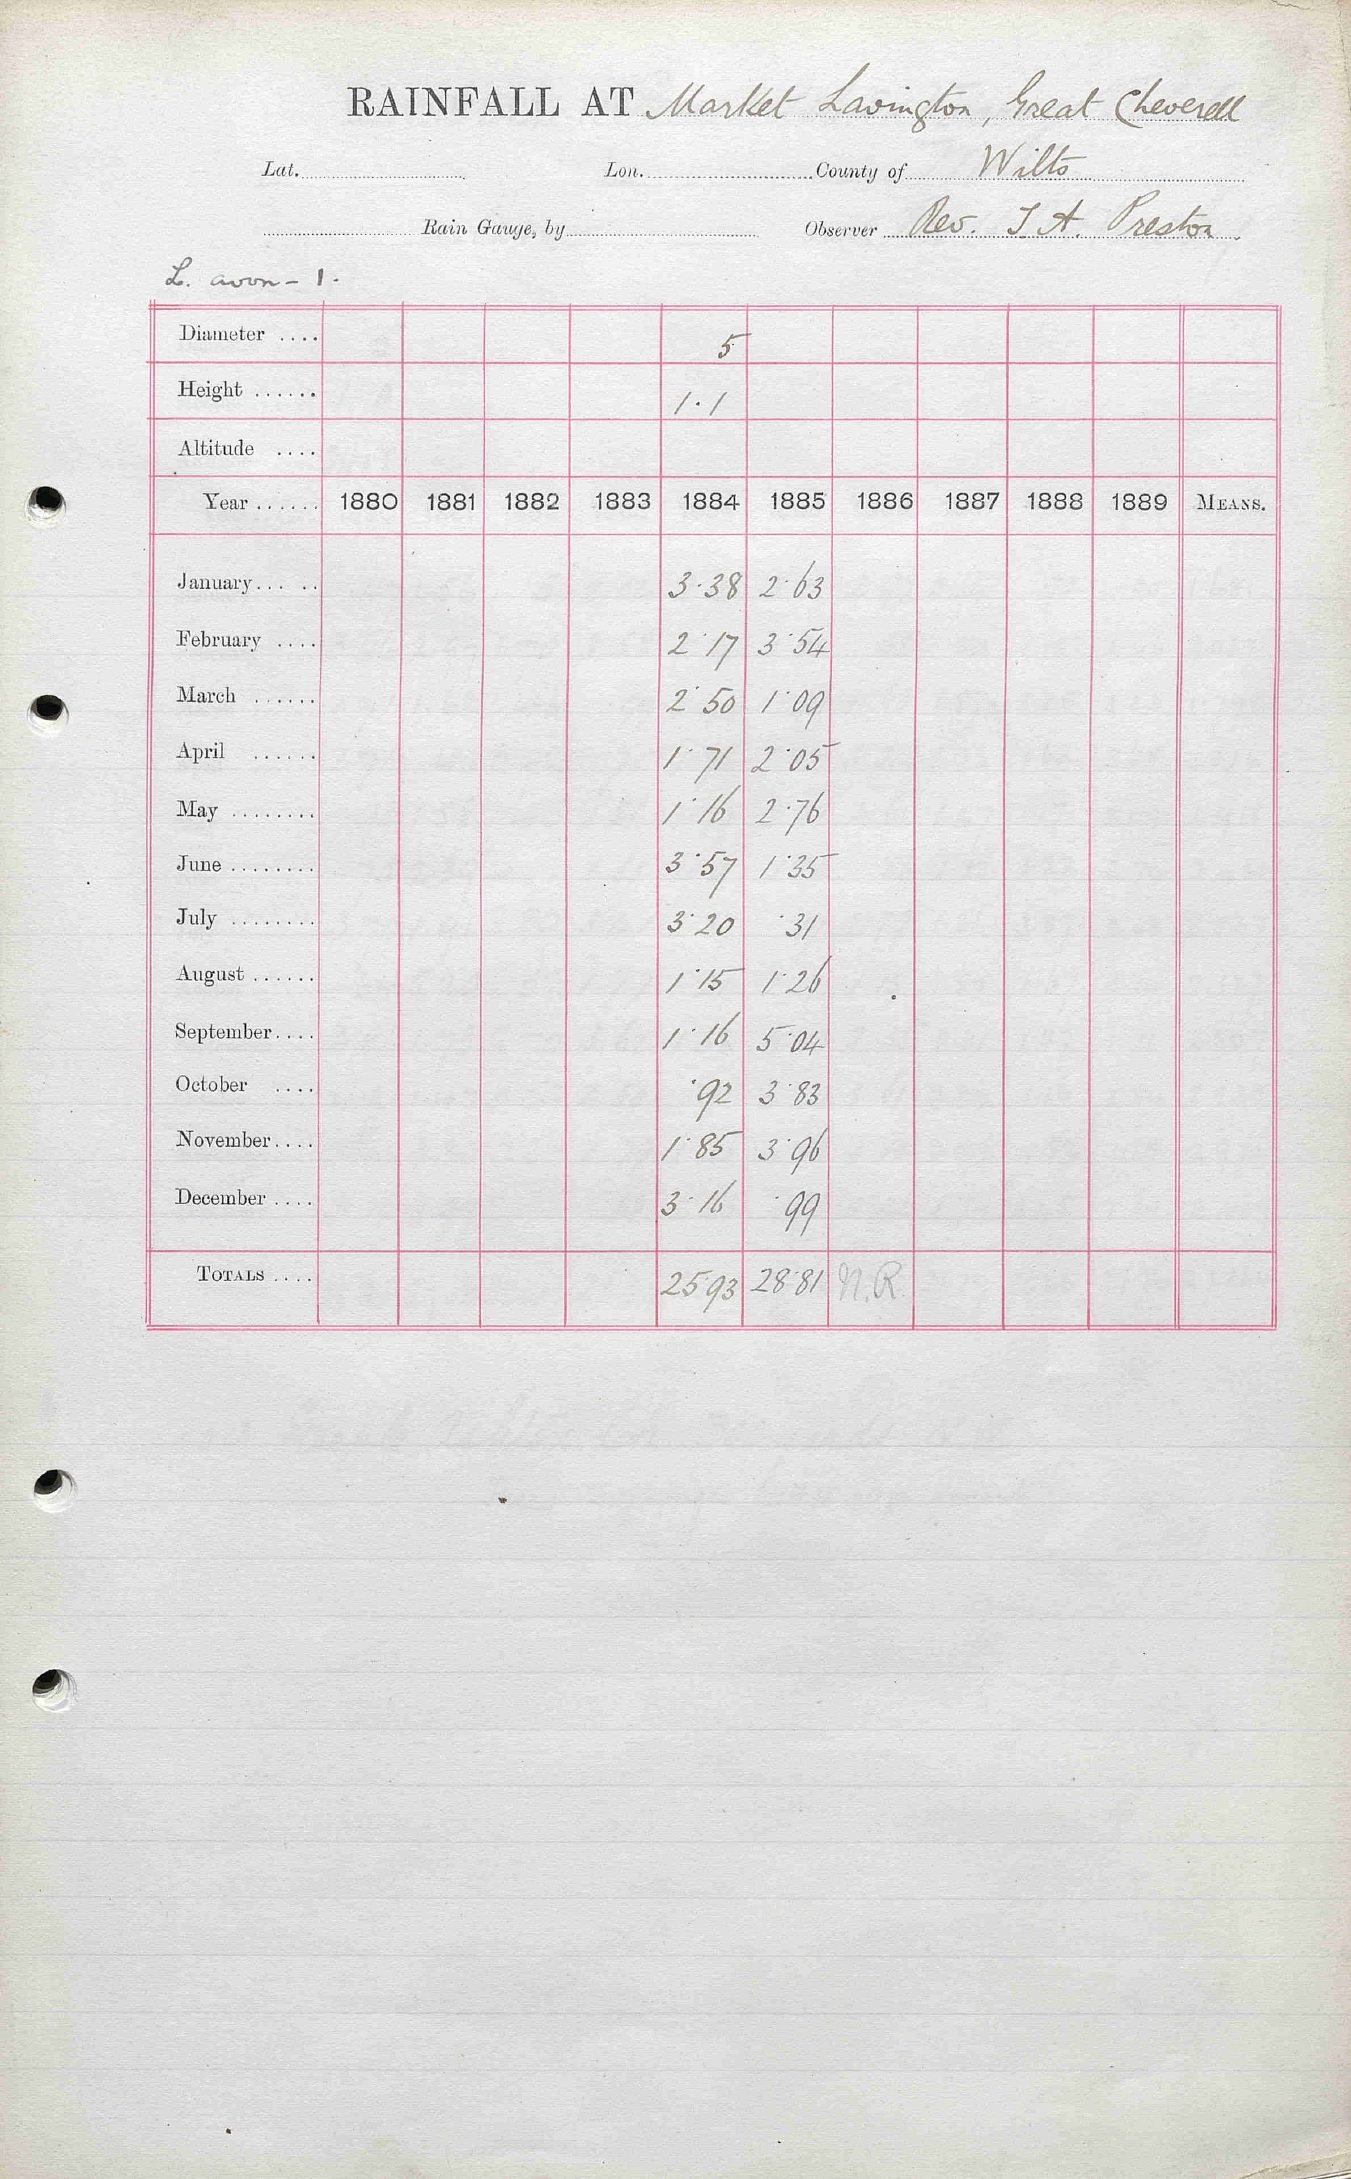 RAINFALL AT Market Lavington, Great Cheverell
Lat. Lon. County of Wilts
Rain Gauge, by Observer Rev. T A. Preston
L. avon - 1.
Diameter .... 5
Height ...... 1.1
Altitude ....
Year ...... 1880 1881 1882 1883 1884 1885 1886 1887 1888 1889 MEANS.
January... .. 3.38 2.63
February .... 2.17 3.54
March ...... 2.50 1.09
April ...... 1.71 2.05
May ........ 1.16 2.76
June ........ 3.57 1.35
July ........ 3.20 .31
August ...... 1.15 1.26
September.... 1.16 5.04
October .... .92 3.83
November.... 1.85 3.96
December .... 3.16 .99
TOTALS .... 25.93 28.81 N.R.